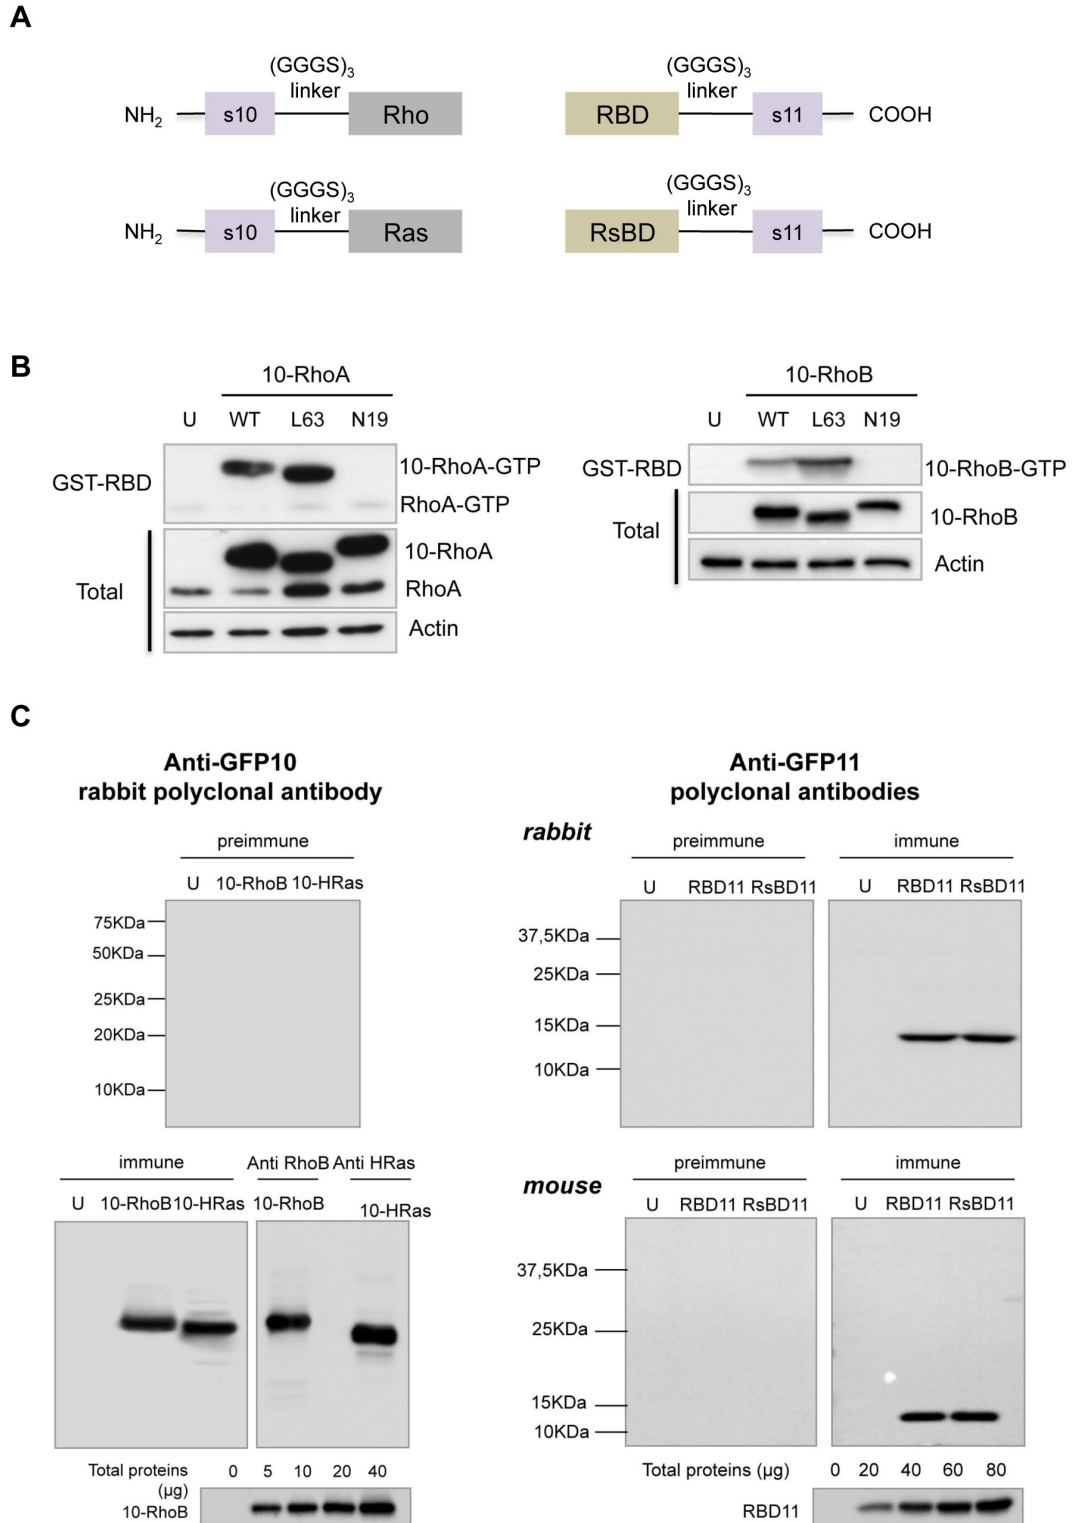 A
(GGGS)3 (GGGS)3
linker linker
NH2 s10 Rho RBD s11 COOH
(GGGS)3 (GGGS)3
linker linker
NH2 s10 Ras RsBD s11 COOH
B
10-RhoA
U WT L63 N19
GST-RBD
10-RhoA-GTP
RhoA-GTP
Total
10-RhoA
RhoA
Actin
10-RhoB
U WT L63 N19
GST-RBD
10-RhoB-GTP
Total
10-RhoB
Actin
C
Anti-GFP10
rabbit polyclonal antibody
preimmune
U 10-RhoB 10-HRas
75KDa
50KDa
25KDa
20KDa
10KDa
immune Anti RhoB Anti HRas
U 10-RhoB 10-HRas 10-RhoB 10-HRas
Total proteins 0 5 10 20 40
(µg)
10-RhoB
Anti-GFP11
polyclonal antibodies
rabbit
preimmune immune
U RBD11 RsBD11 U RBD11 RsBD11
37,5KDa
25KDa
15KDa
10KDa
mouse
preimmune immune
U RBD11 RsBD11 U RBD11 RsBD11
37,5KDa
25KDa
15KDa
10KDa
Total proteins (µg) 0 20 40 60 80
RBD11